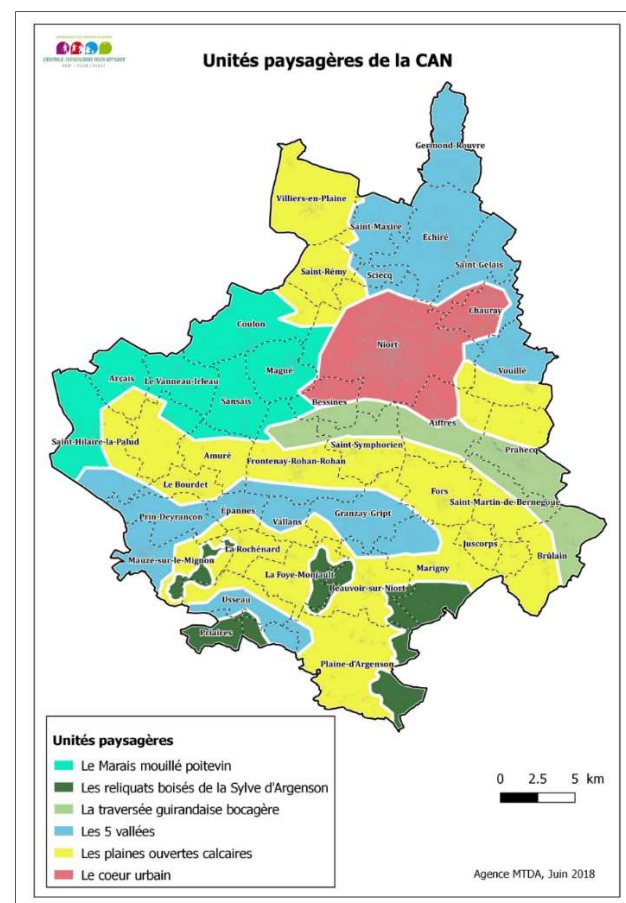 Unités paysagères de la CAN
Germond-Rouvre
Villiers-en-Plaine
Saint-Maxire
Échiré
Saint-Rémy
Sciecq
Saint-Gelais
Coulon
Chauray
Niort
Magné
Vouillé
Arçais
Le Vanneau-Irleau
Sansais
Bessines
Aiffres
Saint-Hilaire-la-Palud
Saint-Symphorien
Prahecq
Amuré
Frontenay-Rohan-Rohan
Le Bourdet
Fors
Saint-Martin-de-Bernegoue
Prin-Deyrançon
Épannes
Vallans
Granzay-Gript
Juscorps
Brûlain
Mauzé-sur-le-Mignon
La Rochénard
La Foye-Monjault
Marigny
Beauvoir-sur-Niort
Usseau
Priaires
Plaine-d'Argenson
Unités paysagères
Le Marais mouillé poitevin
Les reliquats boisés de la Sylve d'Argenson
La traversée guirandaise bocagère
Les 5 vallées
Les plaines ouvertes calcaires
Le coeur urbain
0 2.5 5 km
Agence MTDA, Juin 2018